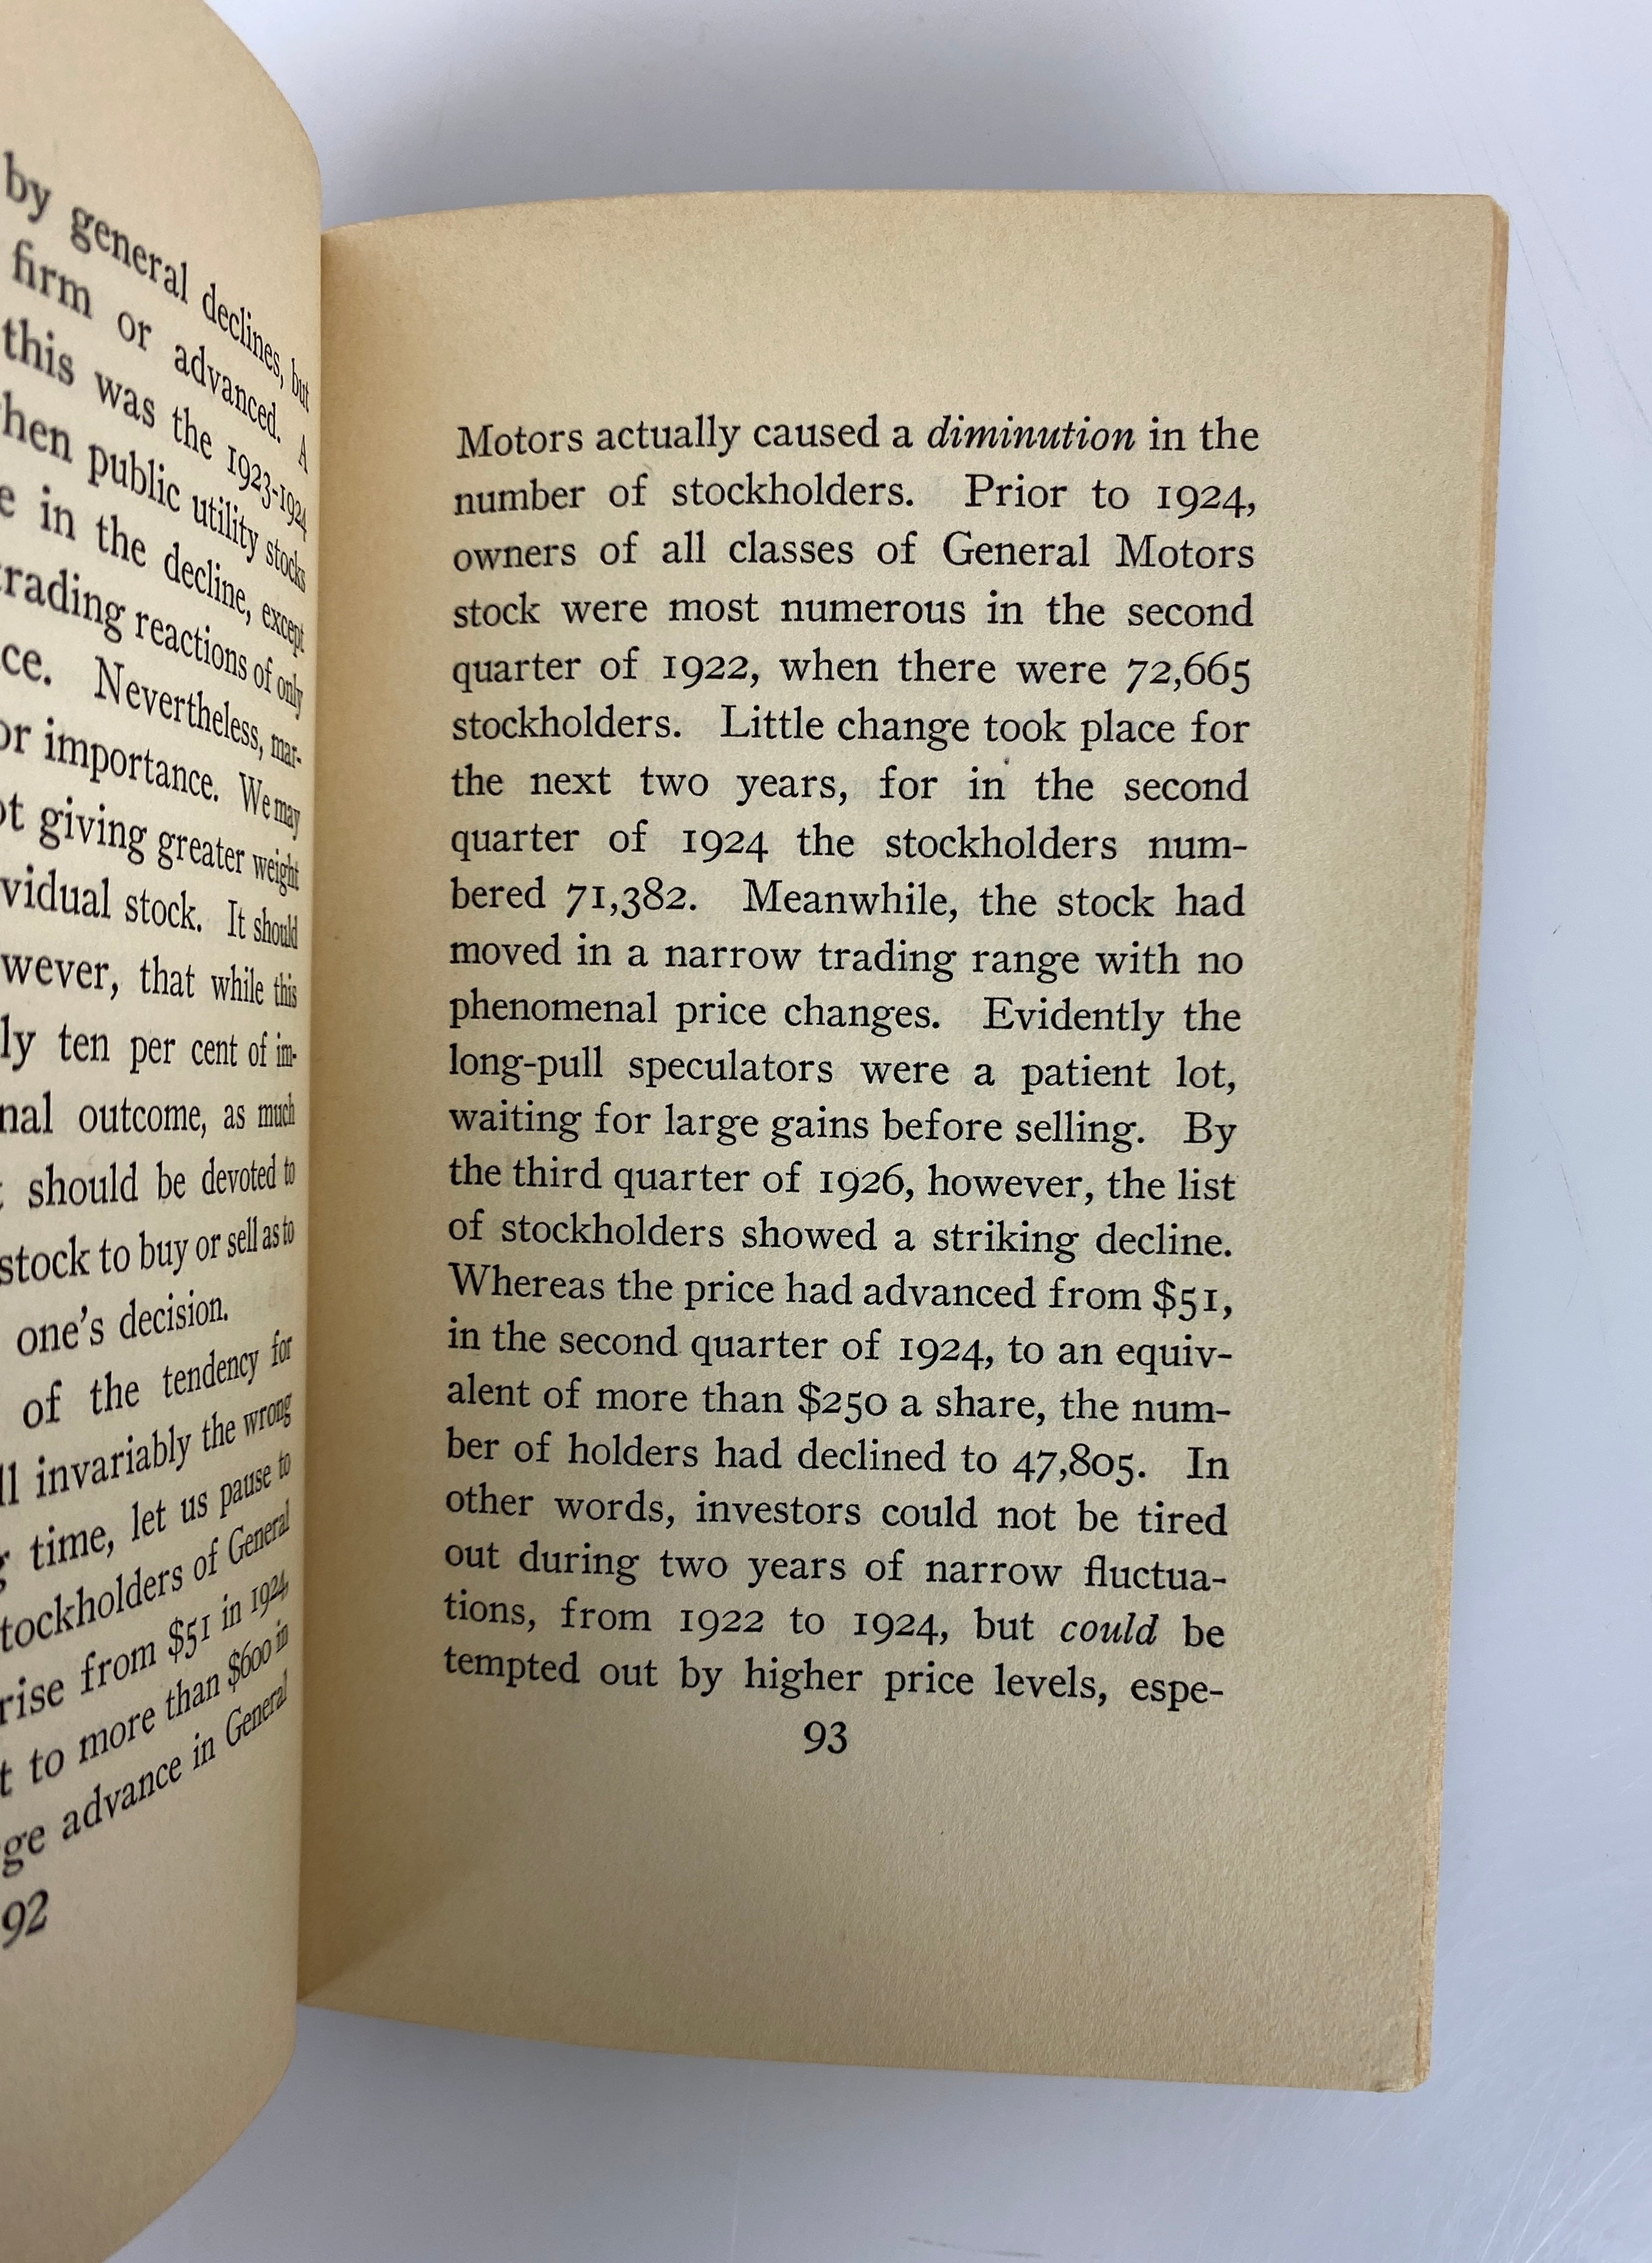 by general declines, but
firm or advanced. A
this was the 1923-1924
hen public utility stocks
e in the decline, except
trading reactions of only
ce. Nevertheless, mar-
or importance. We may
ot giving greater weight
vidual stock. It should
wever, that while this
ly ten per cent of im-
nal outcome, as much
should be devoted to
stock to buy or sell as to
one's decision.
of the tendency for
ll invariably the wrong
time, let us pause to
tockholders of General
rise from $51 in 1924,
t to more than $600 in
ge advance in General
92
Motors actually caused a diminution in the
number of stockholders. Prior to 1924,
owners of all classes of General Motors
stock were most numerous in the second
quarter of 1922, when there were 72,665
stockholders. Little change took place for
the next two years, for in the second
quarter of 1924 the stockholders num-
bered 71,382. Meanwhile, the stock had
moved in a narrow trading range with no
phenomenal price changes. Evidently the
long-pull speculators were a patient lot,
waiting for large gains before selling. By
the third quarter of 1926, however, the list
of stockholders showed a striking decline.
Whereas the price had advanced from $51,
in the second quarter of 1924, to an equiv-
alent of more than $250 a share, the num-
ber of holders had declined to 47,805. In
other words, investors could not be tired
out during two years of narrow fluctua-
tions, from 1922 to 1924, but could be
tempted out by higher price levels, espe-
93